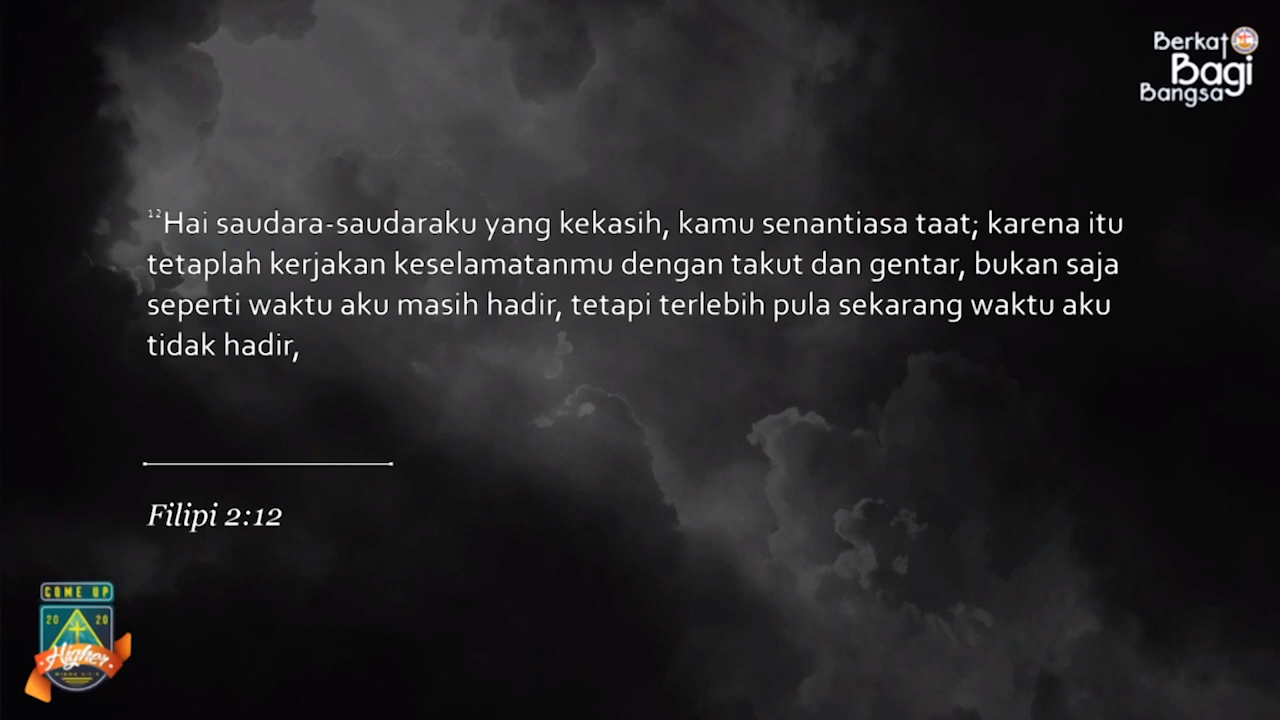 Berkat
Bagi
Bangsa
¹²Hai saudara-saudaraku yang kekasih, kamu senantiasa taat; karena itu
tetaplah kerjakan keselamatanmu dengan takut dan gentar, bukan saja
seperti waktu aku masih hadir, tetapi terlebih pula sekarang waktu aku
tidak hadir,
Filipi 2:12
COME UP
20 20
Higher